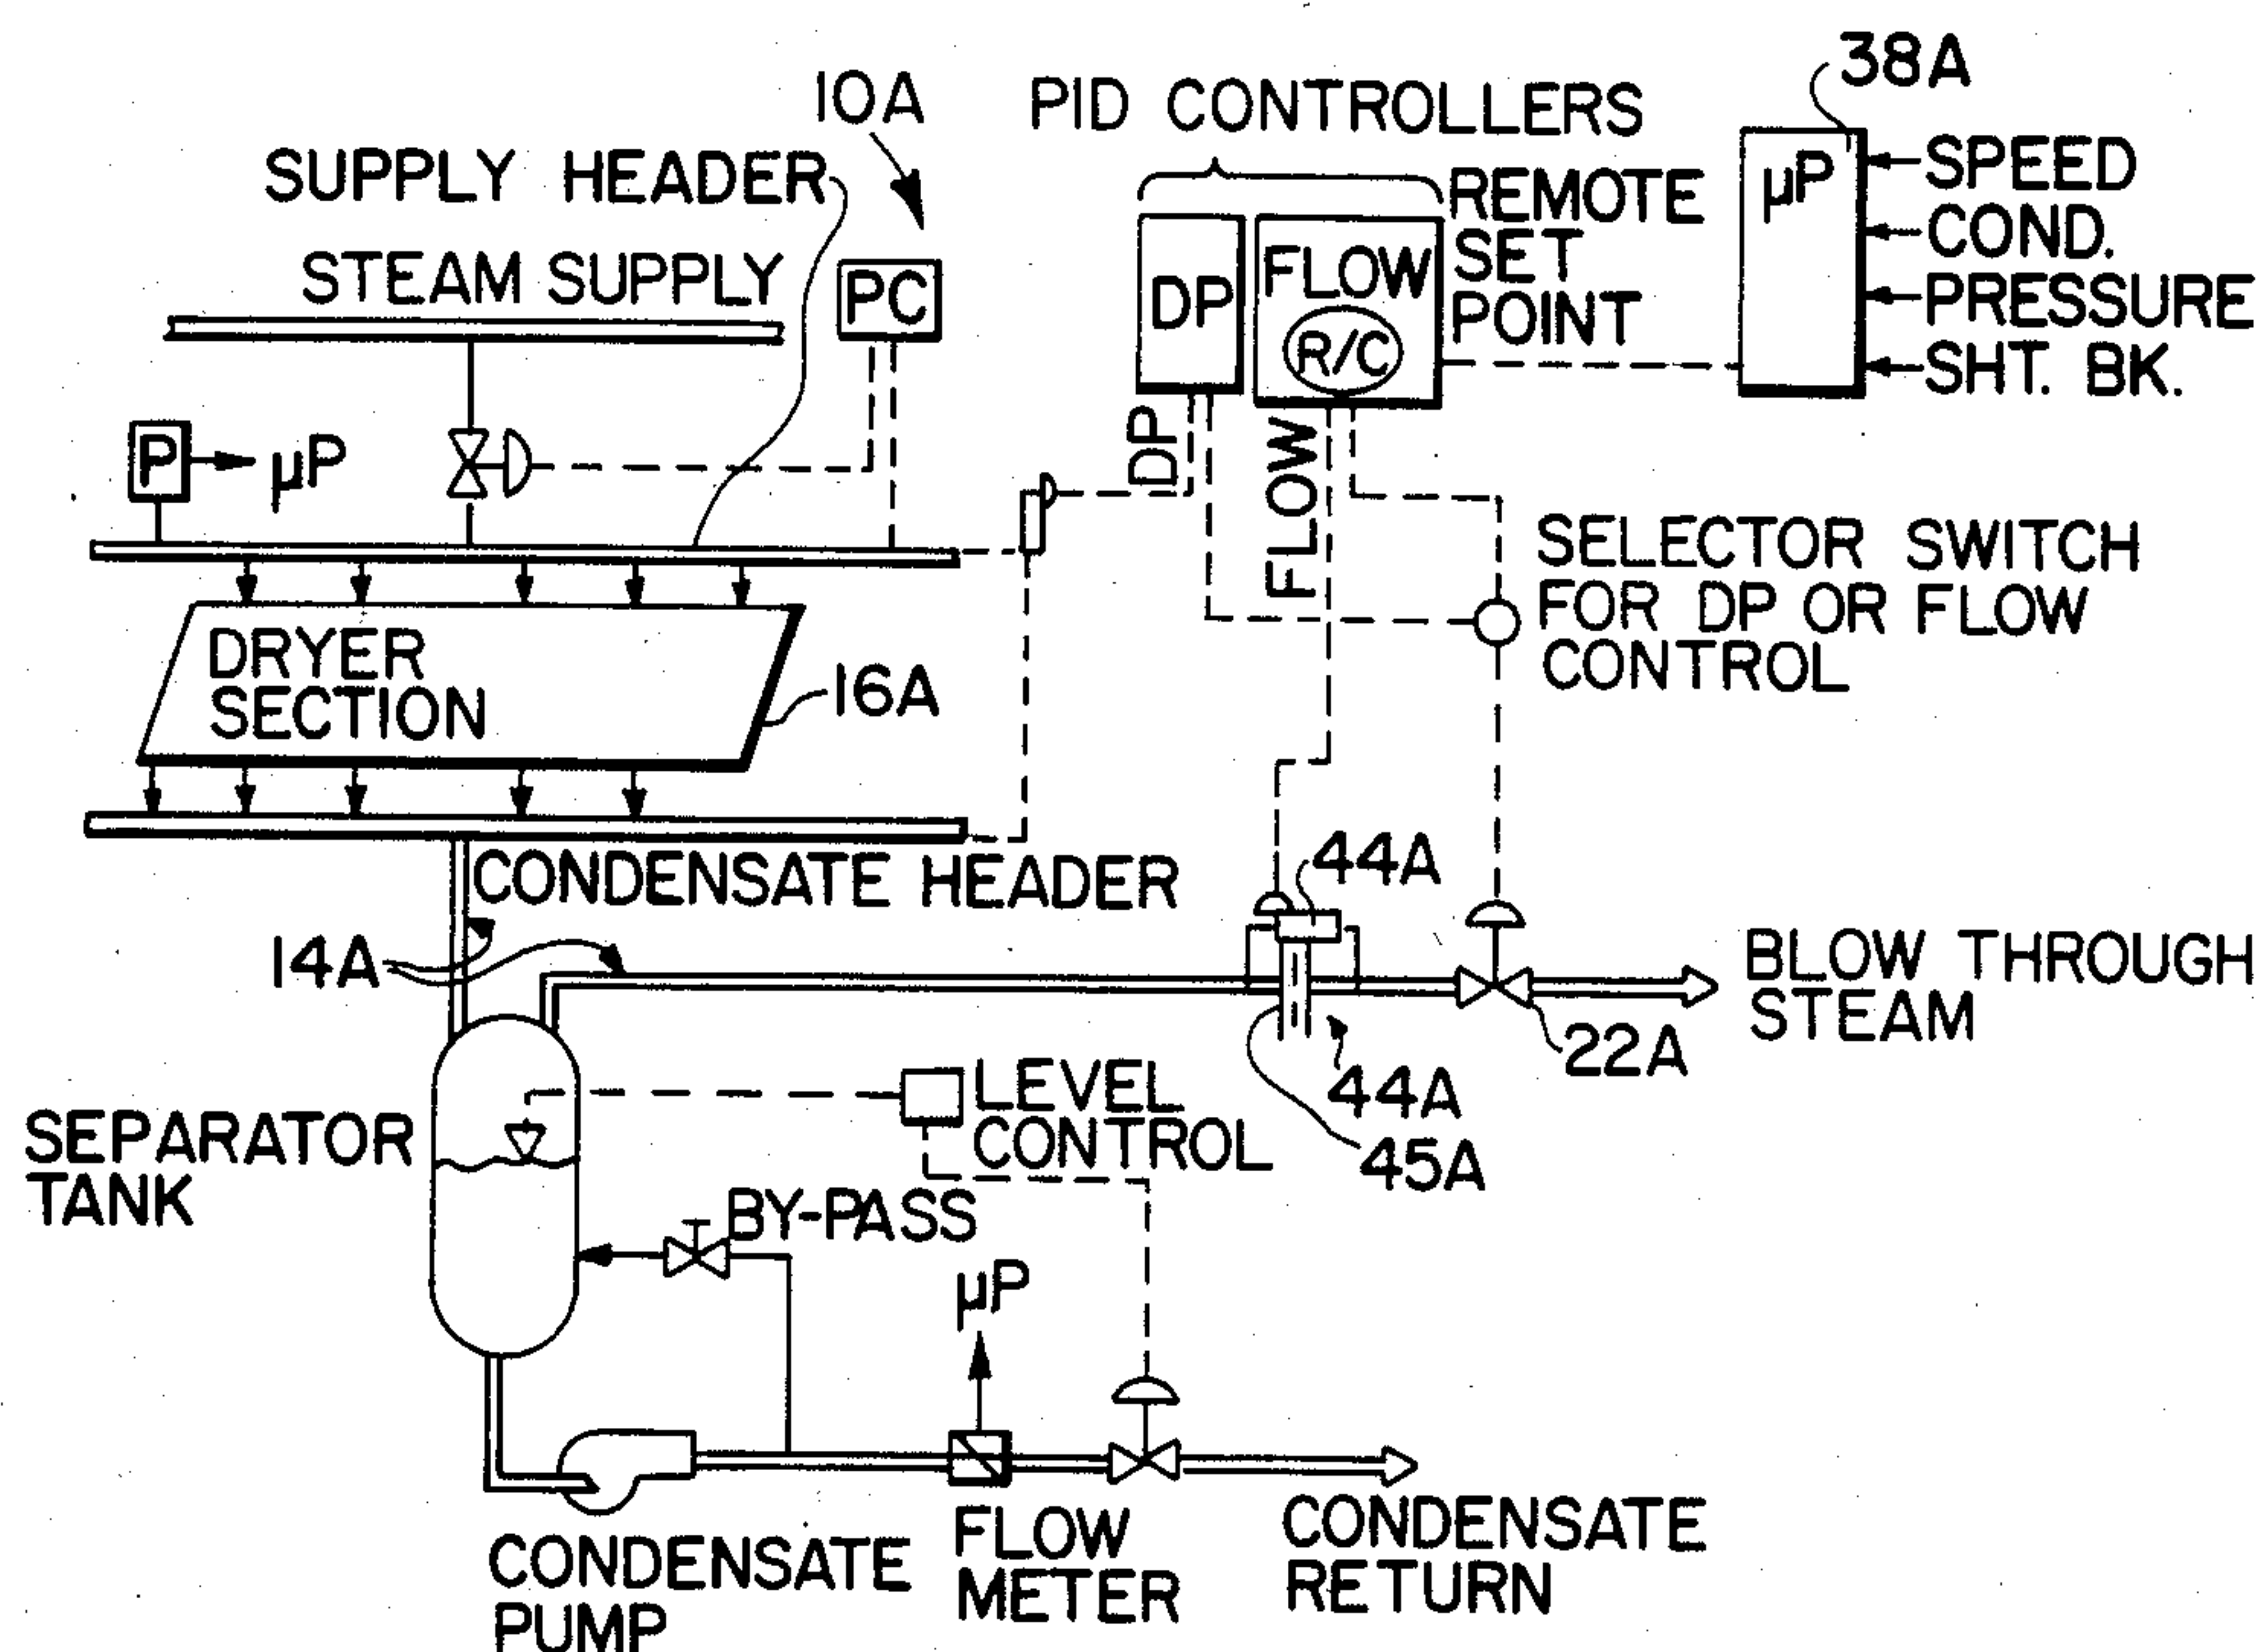 38A
10A
PID CONTROLLERS
SUPPLY HEADER
STEAM SUPPLY
PC
DP
FLOW
R/C
REMOTE
SET
POINT
μP
SPEED
COND.
PRESSURE
SHT. BK.
P
μP
DP
FLOW
SELECTOR SWITCH
FOR DP OR FLOW
CONTROL
DRYER
SECTION
16A
CONDENSATE HEADER
14A
44A
BLOW THROUGH
STEAM
22A
44A
45A
LEVEL
CONTROL
SEPARATOR
TANK
BY-PASS
μP
CONDENSATE
PUMP
FLOW
METER
CONDENSATE
RETURN